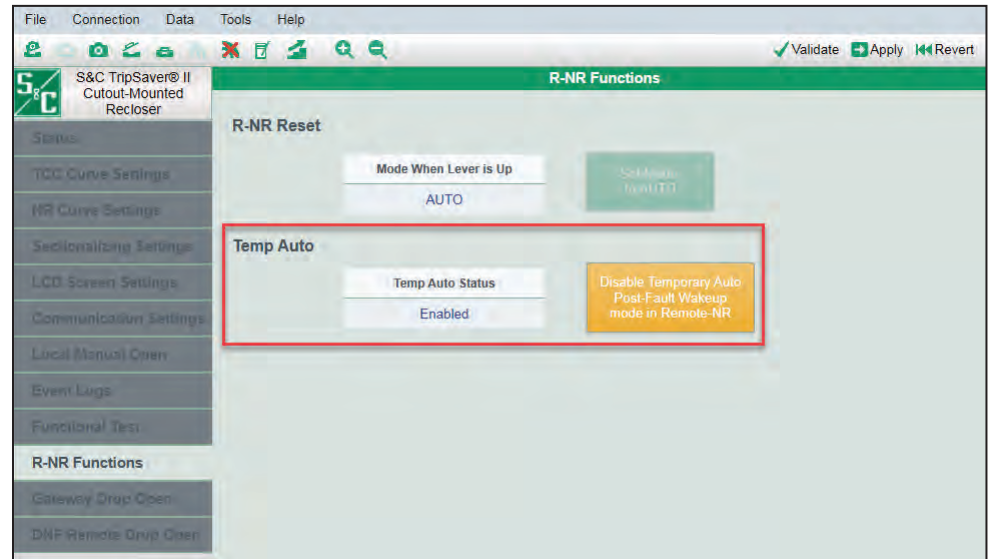 File Connection Data Tools Help
Validate Apply Revert
S&C
S&C TripSaver® II
Cutout-Mounted
Recloser
R-NR Functions
Status
TCC Curve Settings
NR Curve Settings
Sectionalizing Settings
LCD Screen Settings
Communication Settings
Local Manual Open
Event Logs
Functional Test
R-NR Functions
Gateway Drop Open
DNP Remote Drop Open
R-NR Reset
Mode When Lever is Up
AUTO
to AUTO
Temp Auto
Temp Auto Status
Enabled
Disable Temporary Auto
Post-Fault Wakeup
mode in Remote-NR